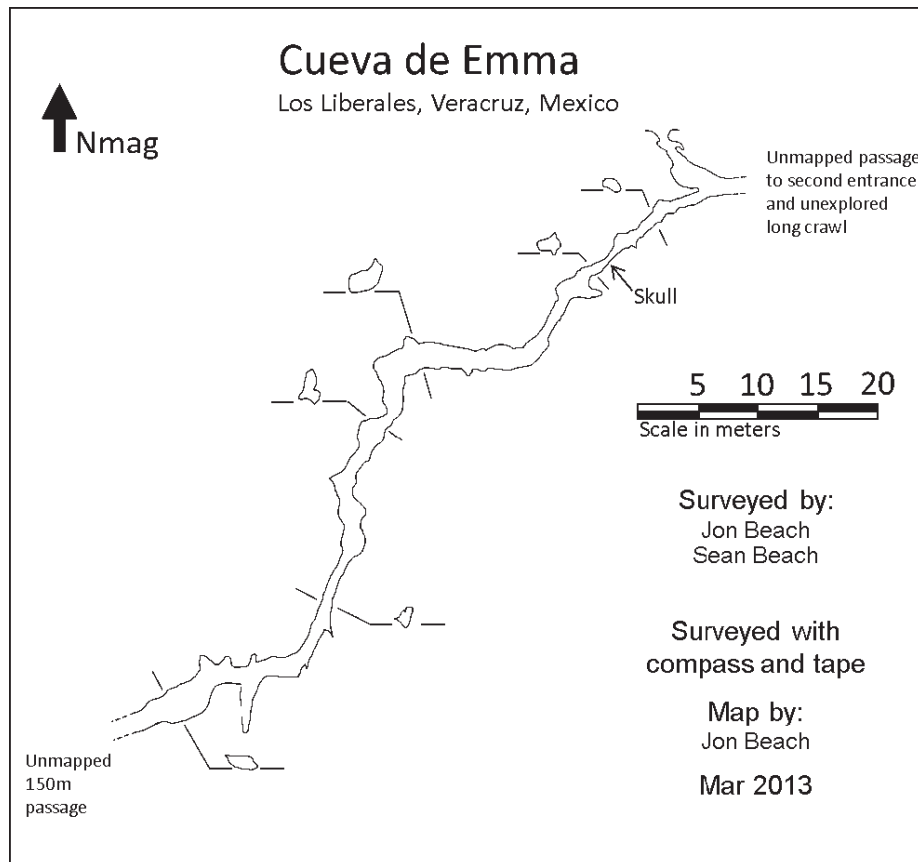 Cueva de Emma
Los Liberales, Veracruz, Mexico
Nmag
Unmapped passage
to second entrance
and unexplored
long crawl
Skull
5 10 15 20
Scale in meters
Surveyed by:
Jon Beach
Sean Beach
Surveyed with
compass and tape
Map by:
Jon Beach
Mar 2013
Unmapped
150m
passage